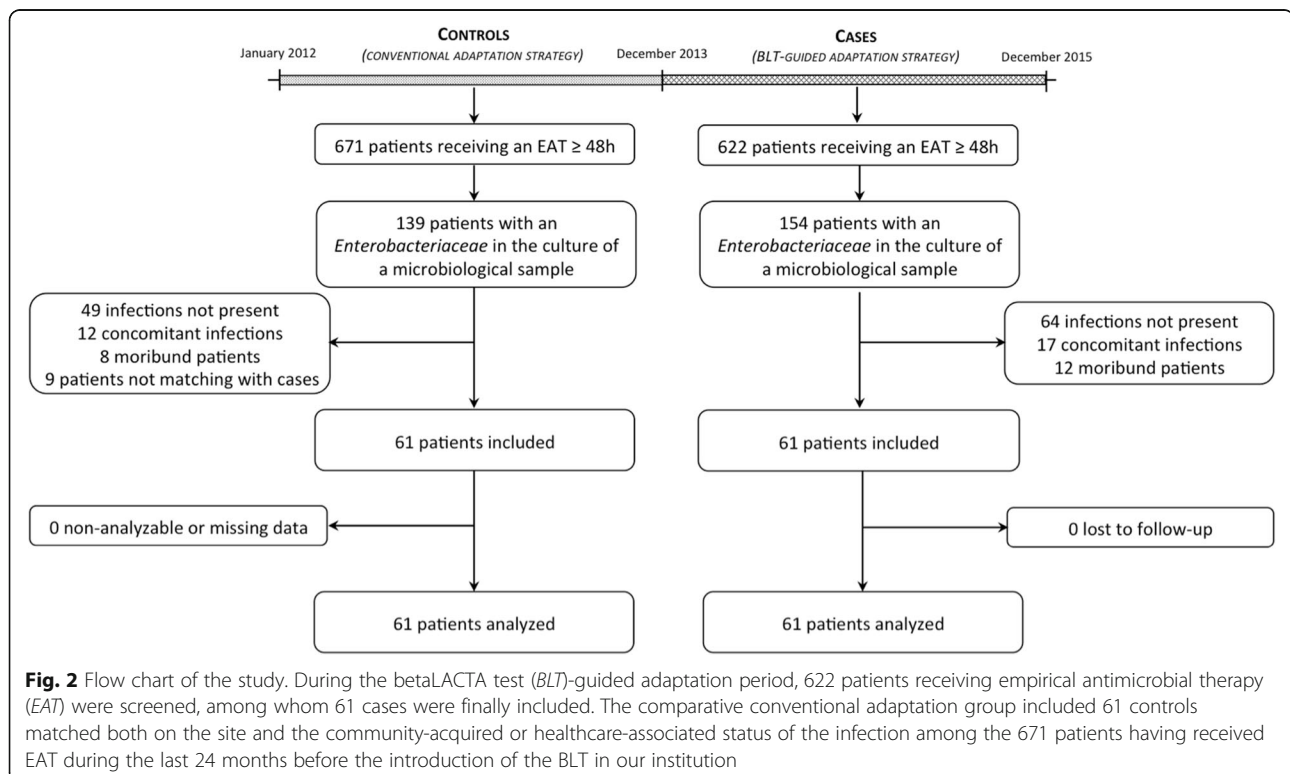 CONTROLS
CASES
January 2012
(CONVENTIONAL ADAPTATION STRATEGY)
December 2013
(BLT-GUIDED ADAPTATION STRATEGY)
December 2015
671 patients receiving an EAT ≥ 48h
622 patients receiving an EAT ≥ 48h
139 patients with an
Enterobacteriaceae in the culture of
a microbiological sample
154 patients with an
Enterobacteriaceae in the culture of
a microbiological sample
49 infections not present
12 concomitant infections
8 moribund patients
9 patients not matching with cases
64 infections not present
17 concomitant infections
12 moribund patients
61 patients included
61 patients included
0 non-analyzable or missing data
0 lost to follow-up
61 patients analyzed
61 patients analyzed
Fig. 2 Flow chart of the study. During the betaLACTA test (BLT)-guided adaptation period, 622 patients receiving empirical antimicrobial therapy
(EAT) were screened, among whom 61 cases were finally included. The comparative conventional adaptation group included 61 controls
matched both on the site and the community-acquired or healthcare-associated status of the infection among the 671 patients having received
EAT during the last 24 months before the introduction of the BLT in our institution